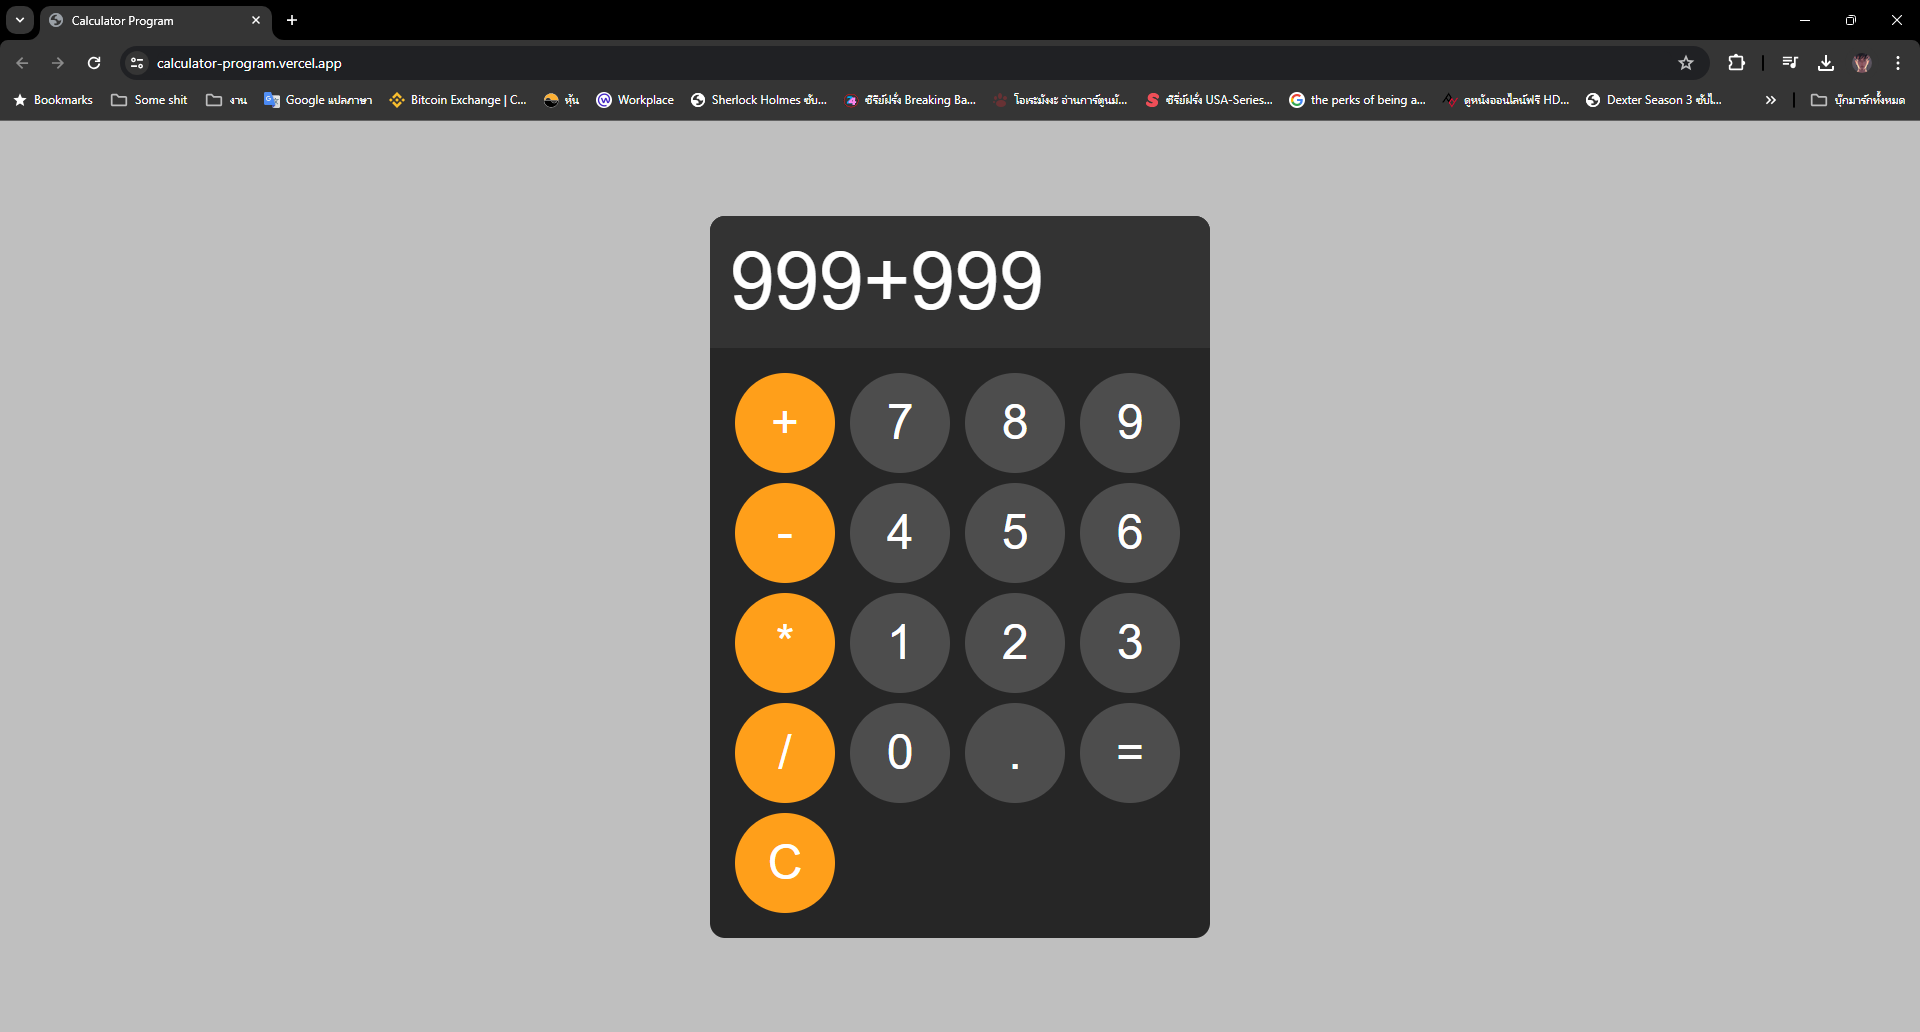 Calculator Program
calculator-program.vercel.app
Bookmarks Some shit งาน Google แปลภาษา Bitcoin Exchange | C... หุ้น Workplace Sherlock Holmes ซับ... ซีรีย์ฝรั่ง Breaking Ba... โอเระมังงะ อ่านการ์ตูนมั... ซีรี่ย์ฝรั่ง USA-Series... the perks of being a... ดูหนังออนไลน์ฟรี HD... Dexter Season 3 ซับไ... บุ๊กมาร์กทั้งหมด
999+999
+ 7 8 9
- 4 5 6
* 1 2 3
/ 0 . =
C